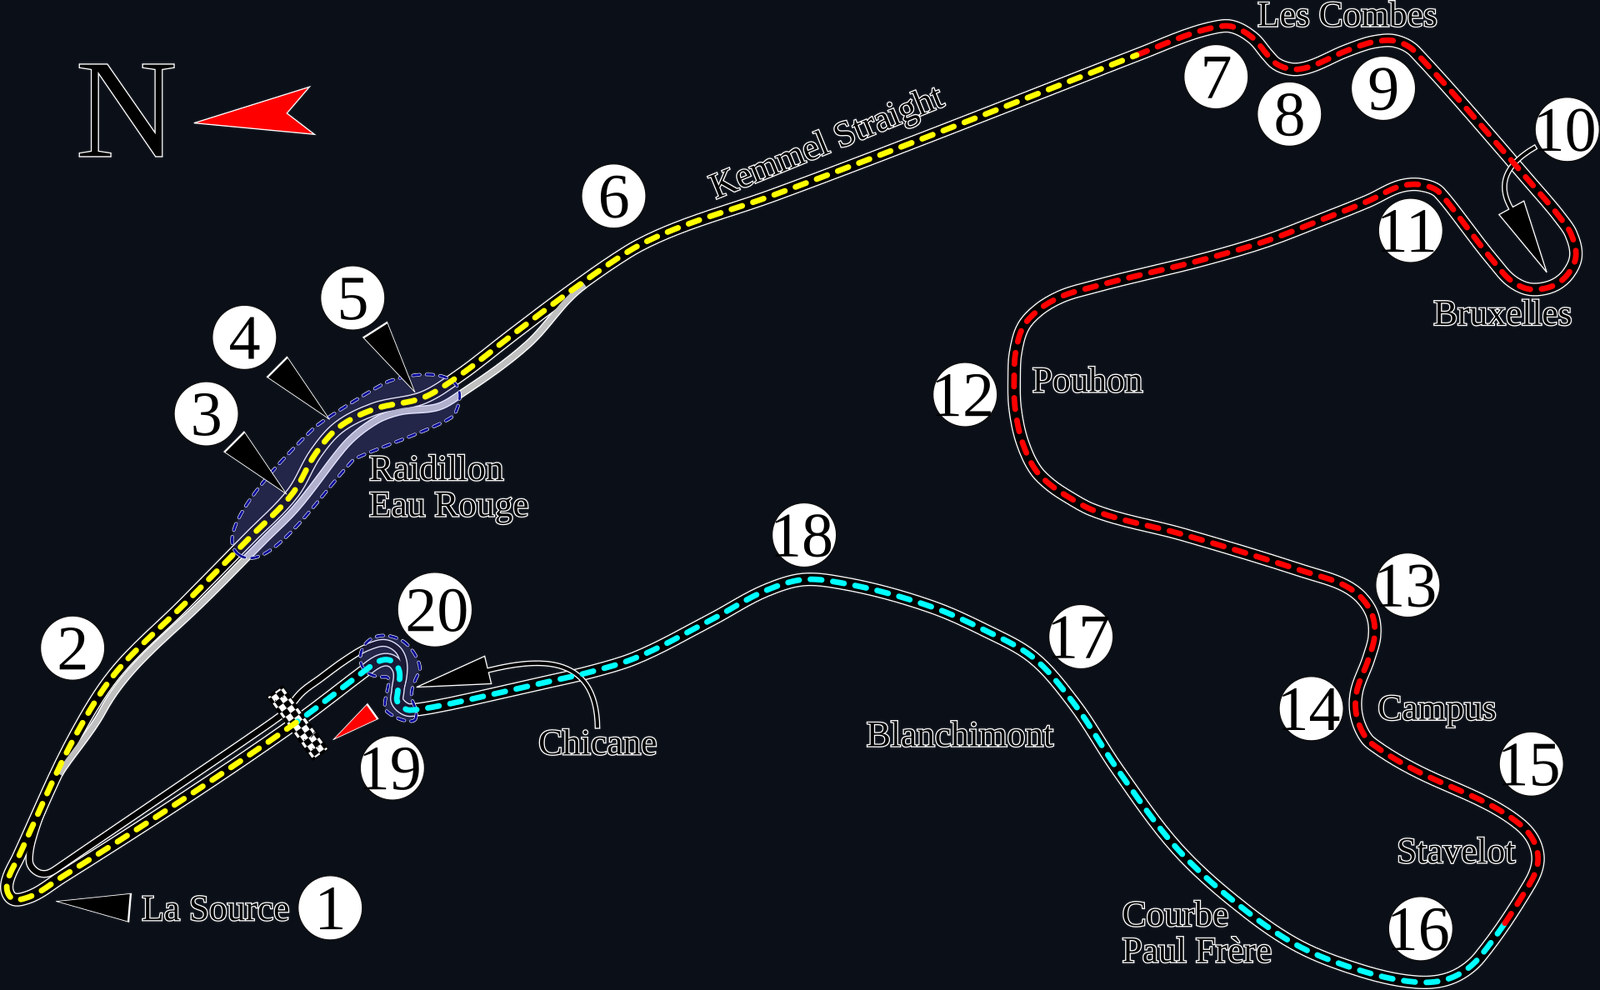 N
Les Combes
7
8
9
10
Kemmel Straight
6
11
Bruxelles
5
4
3
Raidillon
Eau Rouge
12
Pouhon
2
18
20
17
13
14
Campus
Chicane
Blanchimont
19
15
Stavelot
La Source
1
Courbe
Paul Frère
16